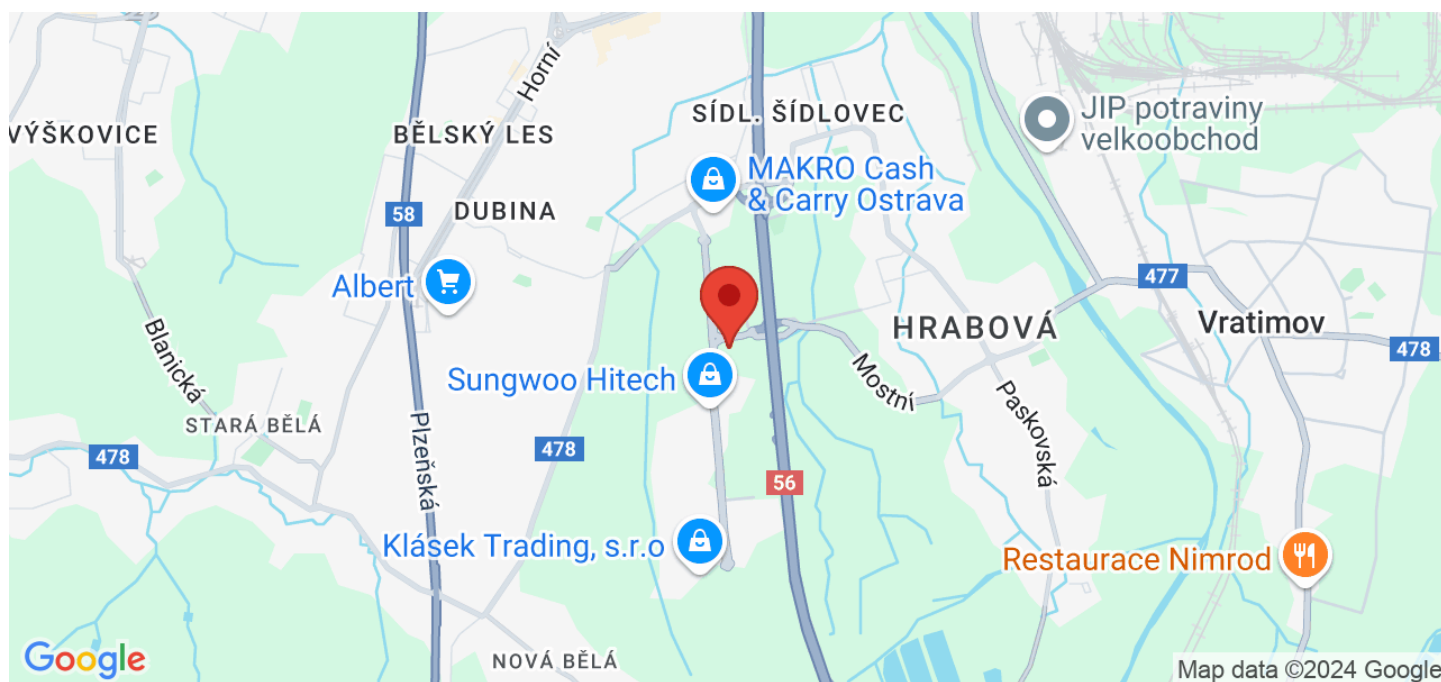 Horní
SÍDL. ŠÍDLOVEC
JIP potraviny
velkoobchod
VÝŠKOVICE
BĚLSKÝ LES
MAKRO Cash
& Carry Ostrava
58
DUBINA
Albert
477
HRABOVÁ
Vratimov
478
Blanická
Sungwoo Hitech
Mostní
Paskovská
STARÁ BĚLÁ
Plzeňská
478
478
56
Klásek Trading, s.r.o
Restaurace Nimrod
NOVÁ BĚLÁ
Google
Map data ©2024 Google